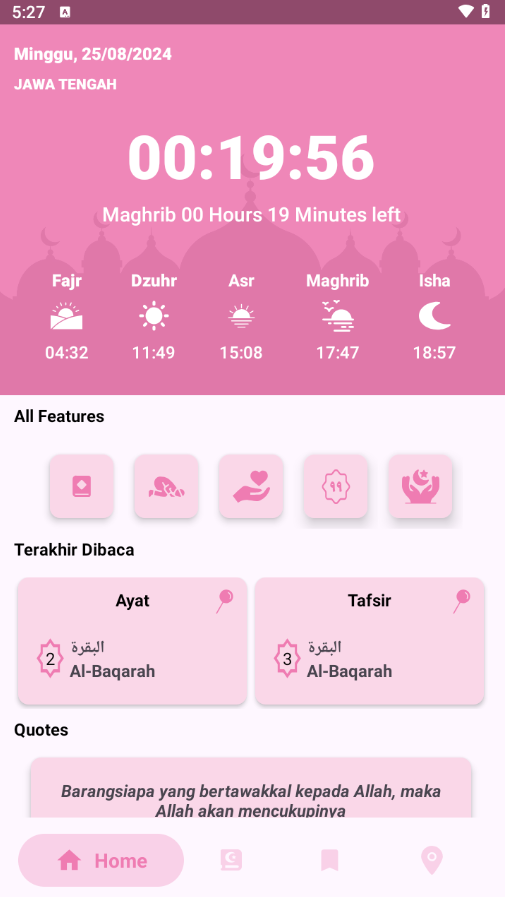 5:27 A
Minggu, 25/08/2024
JAWA TENGAH
00:19:56
Maghrib 00 Hours 19 Minutes left
Fajr Dzuhr Asr Maghrib Isha
04:32 11:49 15:08 17:47 18:57
All Features
٩٩
Terakhir Dibaca
Ayat
2
البقرة
Al-Baqarah
Tafsir
3
البقرة
Al-Baqarah
Quotes
Barangsiapa yang bertawakkal kepada Allah, maka
Allah akan mencukupinya
Home